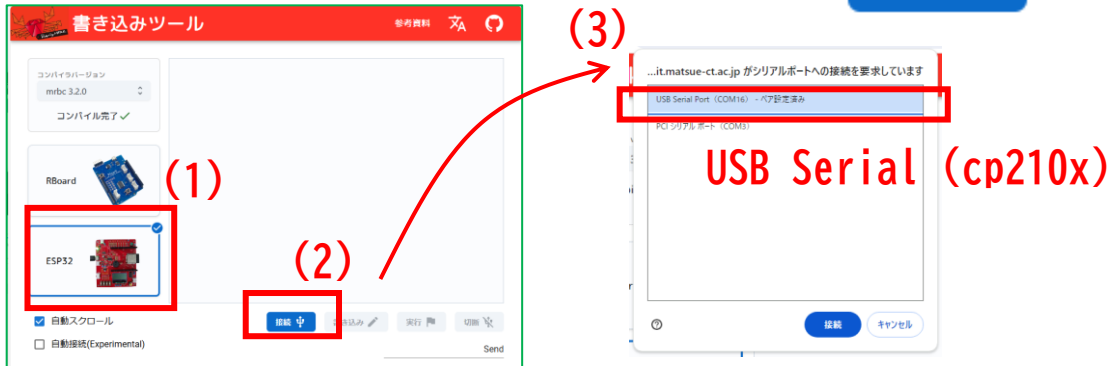 書き込みツール
参考資料
コンパイラバージョン
mrbc 3.2.0
コンパイル完了✓
RBoard
(1)
ESP32
(2)
自動スクロール
自動接続(Experimental)
接続
書き込み
実行
切断
Send
(3)
...it.matsue-ct.ac.jp がシリアルポートへの接続を要求しています
USB Serial Port (COM16) - ペア設定済み
PCI シリアル ポート (COM3)
USB Serial (cp210x)
接続
キャンセル